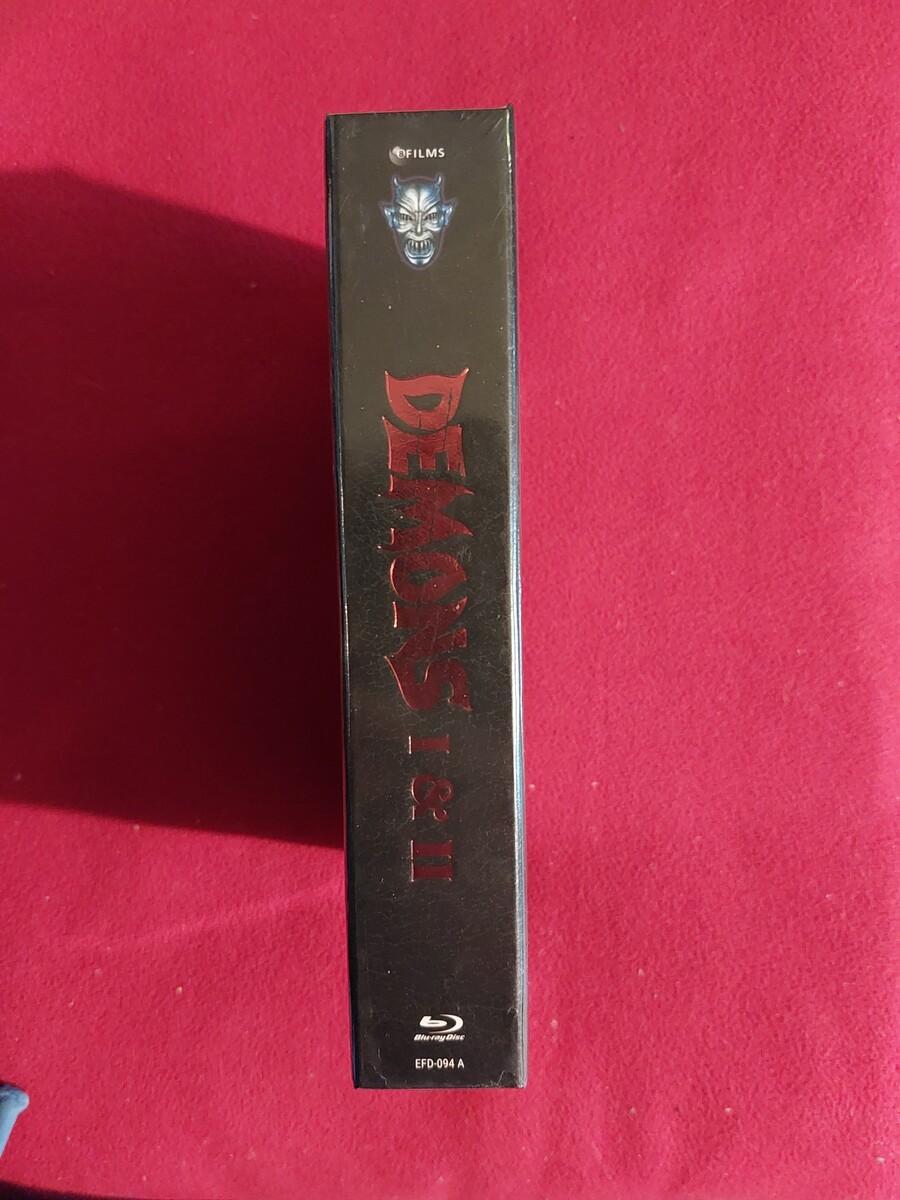 FILMS
DEMONS I & II
Blu-ray Disc
EFD-094 A